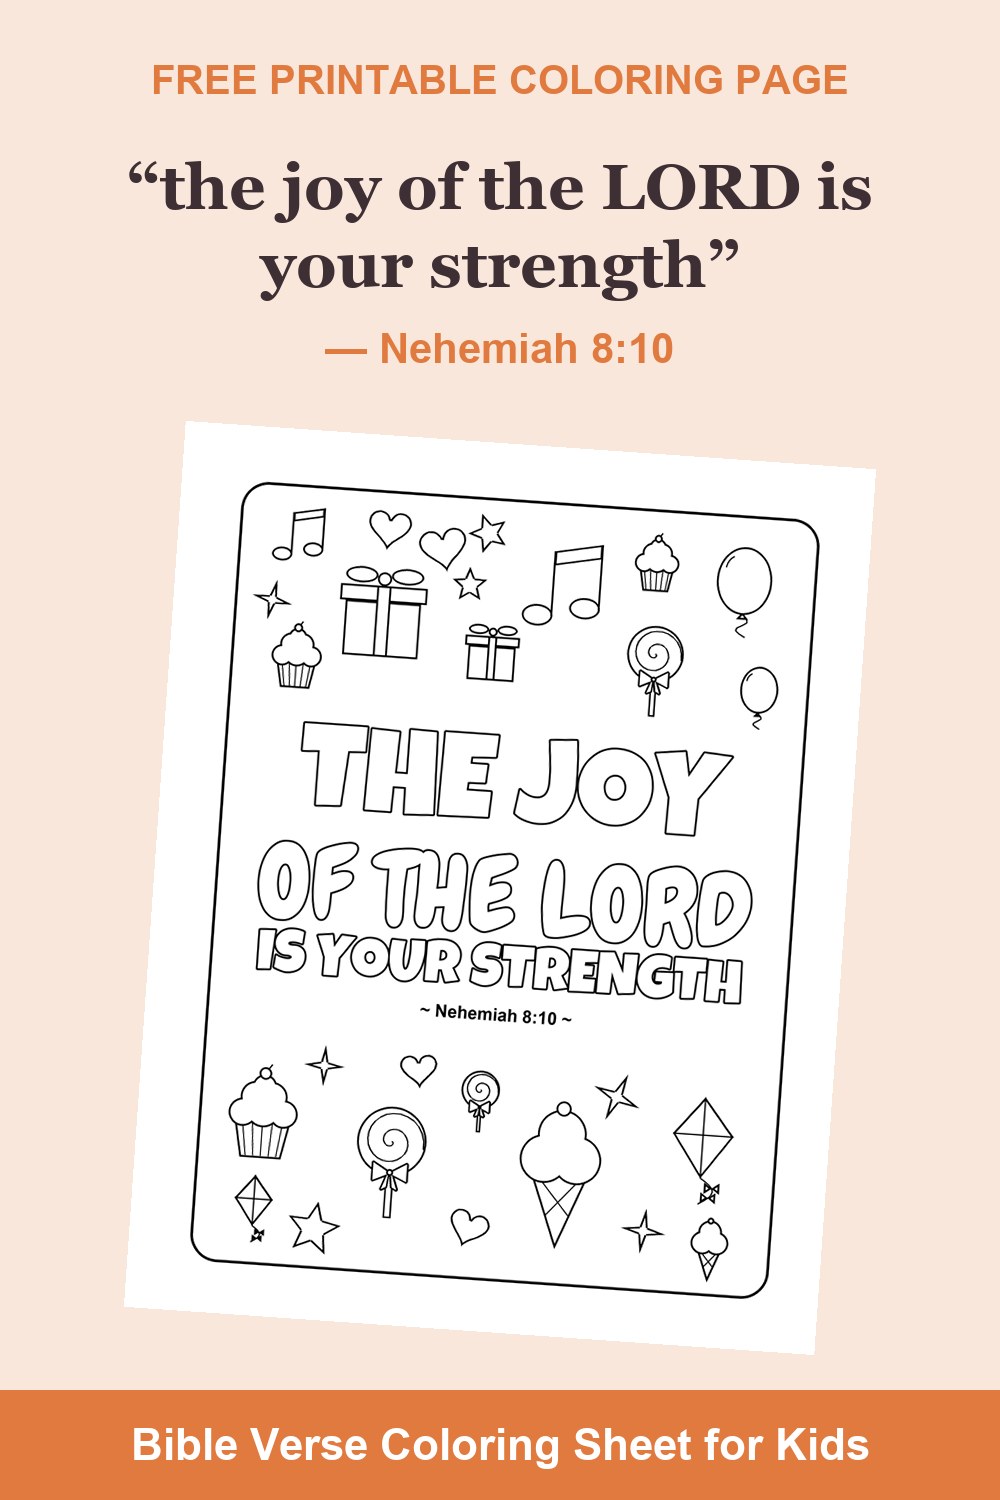 FREE PRINTABLE COLORING PAGE
“the joy of the LORD is
your strength”
— Nehemiah 8:10
THE JOY
OF THE LORD
IS YOUR STRENGTH
~ Nehemiah 8:10 ~
Bible Verse Coloring Sheet for Kids